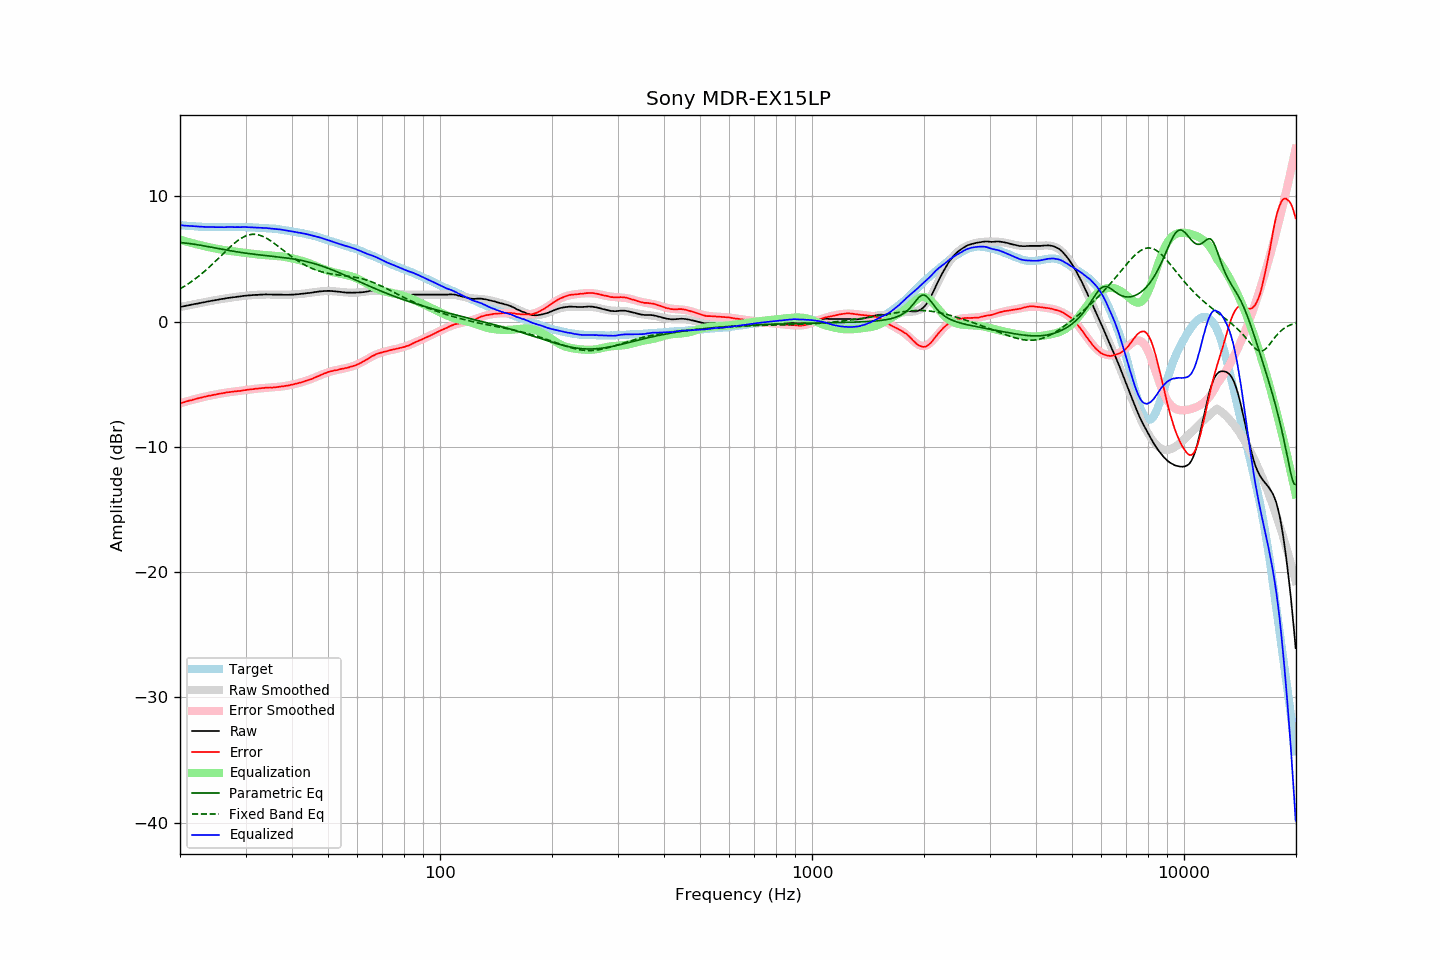 Sony MDR-EX15LP
10
0
−10
−20
−30
−40
Amplitude (dBr)
Target
Raw Smoothed
Error Smoothed
Raw
Error
Equalization
Parametric Eq
Fixed Band Eq
Equalized
100
1000
10000
Frequency (Hz)